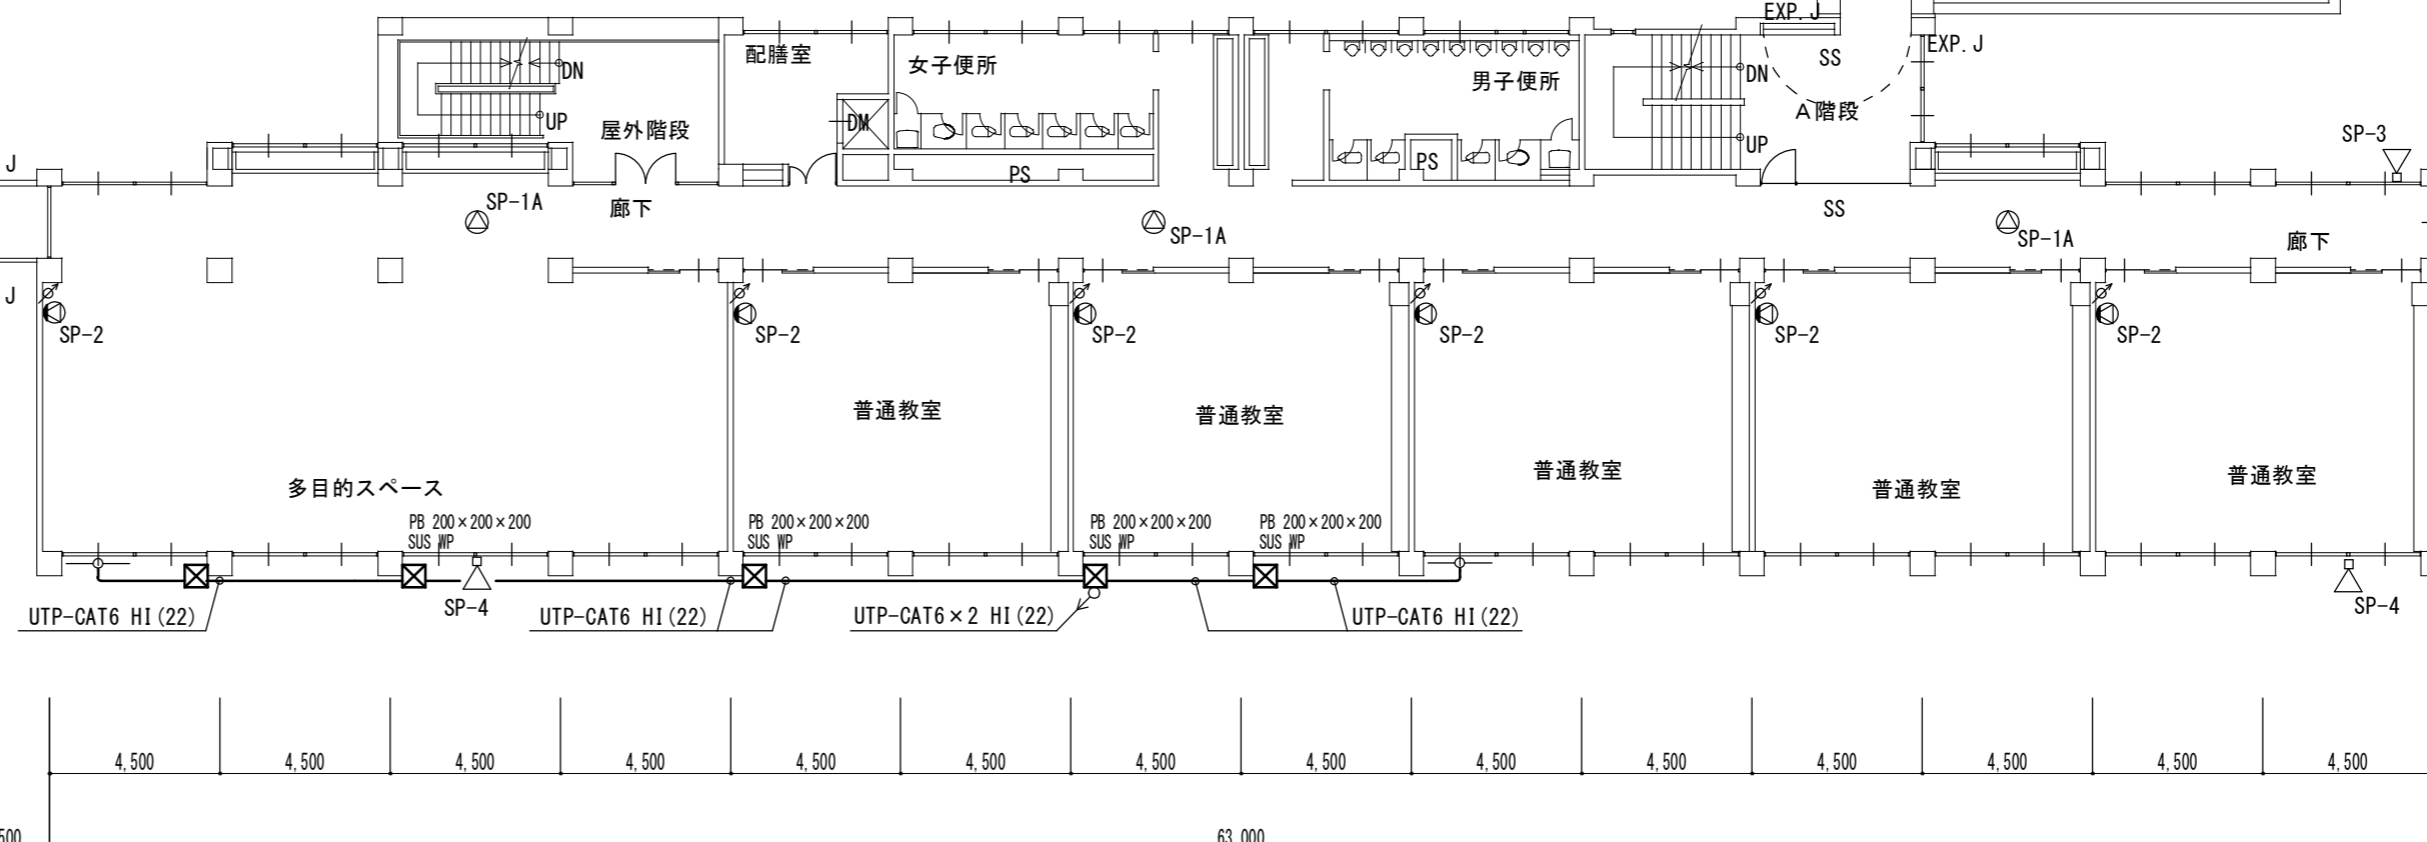 EXP. J
配膳室
女子便所
SS
EXP. J
DN
男子便所
DN
A階段
UP
DM
屋外階段
UP
SP-3
J
PS
PS
SP-1A
廊下
SS
SP-1A
SP-1A
廊下
J
SP-2
SP-2
SP-2
SP-2
SP-2
SP-2
普通教室
普通教室
普通教室
普通教室
普通教室
多目的スペース
PB 200×200×200
SUS WP
PB 200×200×200
SUS WP
PB 200×200×200
SUS WP
PB 200×200×200
SUS WP
UTP-CAT6 HI(22)
SP-4
UTP-CAT6 HI(22)
UTP-CAT6×2 HI(22)
UTP-CAT6 HI(22)
SP-4
4,500
4,500
4,500
4,500
4,500
4,500
4,500
4,500
4,500
4,500
4,500
4,500
4,500
4,500
63,000